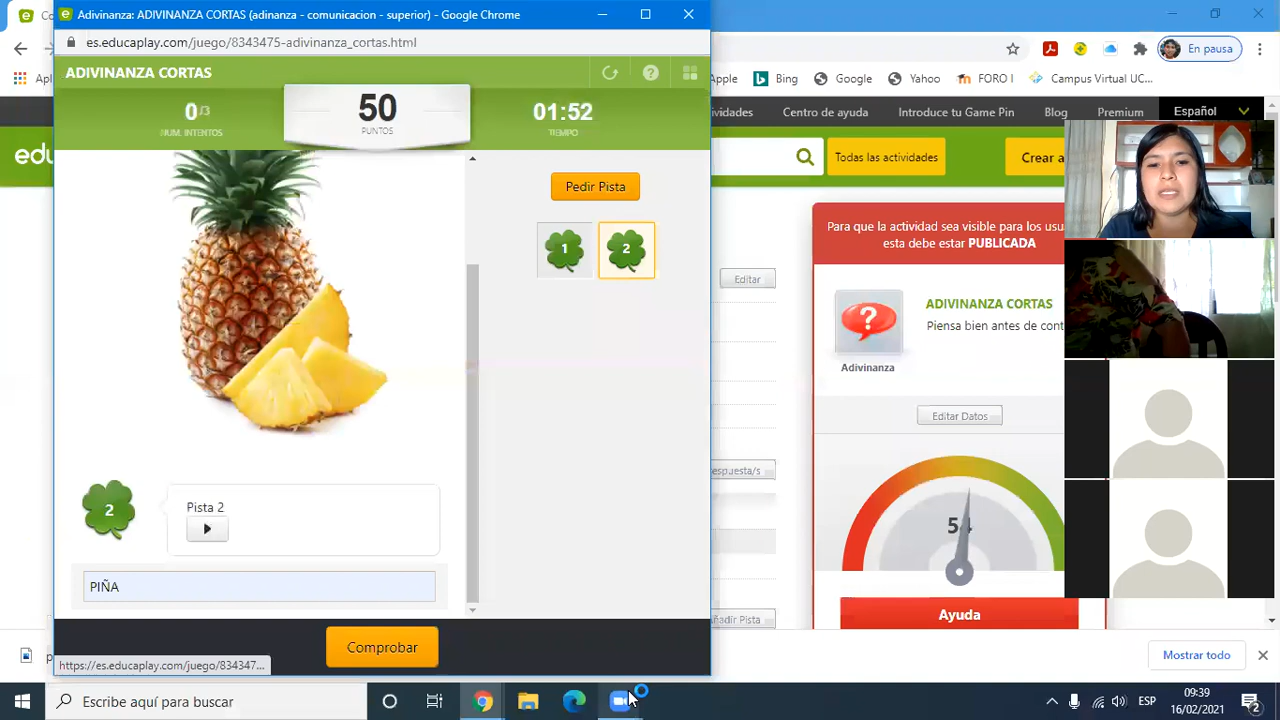 Adivinanza: ADIVINANZA CORTAS (adinanza - comunicacion - superior) - Google Chrome
es.educaplay.com/juego/8343475-adivinanza_cortas.html
ADIVINANZA CORTAS
0/3
NUM. INTENTOS
50
PUNTOS
01:52
TIEMPO
Pedir Pista
1
2
2
Pista 2
PIÑA
Comprobar
https://es.educaplay.com/juego/834347...
En pausa
Apple
Bing
Google
Yahoo
FORO I
Campus Virtual UC...
Centro de ayuda
Introduce tu Game Pin
Blog
Premium
Español
edu
Todas las actividades
Crear a
Para que la actividad sea visible para los usu
esta debe estar PUBLICADA
Editar
ADIVINANZA CORTAS
Piensa bien antes de cont
?
Adivinanza
Editar Datos
54
Ayuda
Mostrar todo
Escribe aquí para buscar
ESP
09:39
16/02/2021
2